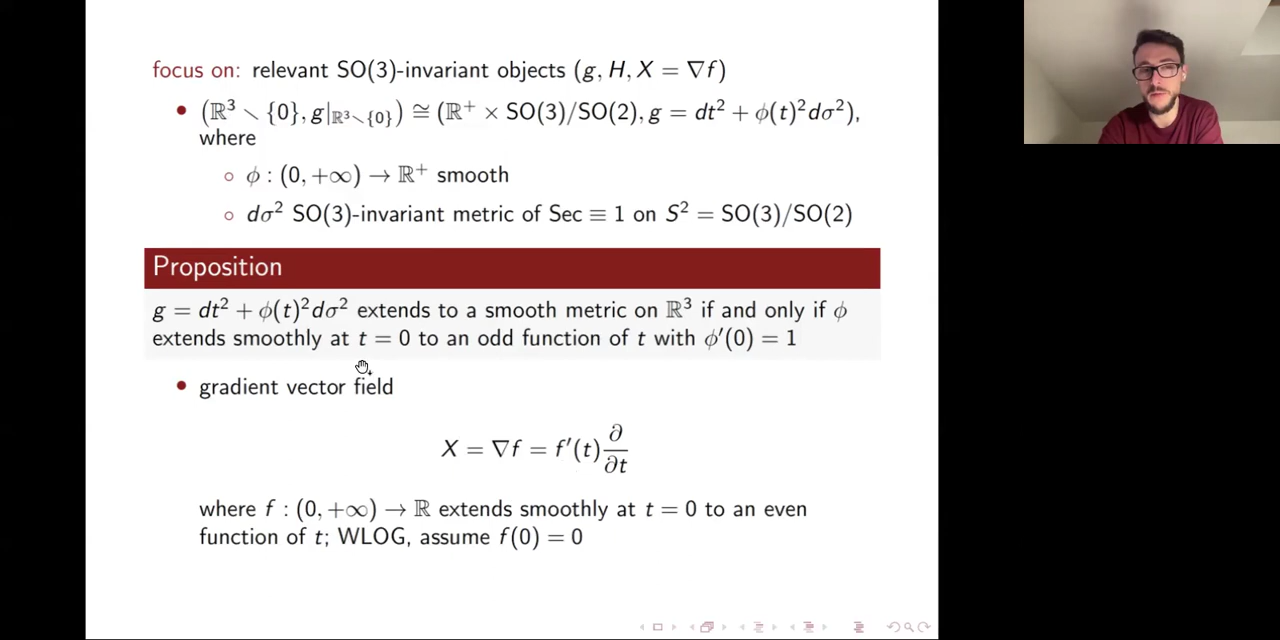 focus on: relevant SO(3)-invariant objects (g, H, X = ∇f)
• (ℝ³ ∖ {0}, g|ℝ³∖{0}) ≅ (ℝ⁺ × SO(3)/SO(2), g = dt² + ϕ(t)²dσ²),
where
○ ϕ : (0, +∞) → ℝ⁺ smooth
○ dσ² SO(3)-invariant metric of Sec ≡ 1 on S² = SO(3)/SO(2)
Proposition
g = dt² + ϕ(t)²dσ² extends to a smooth metric on ℝ³ if and only if ϕ
extends smoothly at t = 0 to an odd function of t with ϕ′(0) = 1
• gradient vector field
X = ∇f = f′(t) ∂/∂t
where f : (0, +∞) → ℝ extends smoothly at t = 0 to an even
function of t; WLOG, assume f(0) = 0